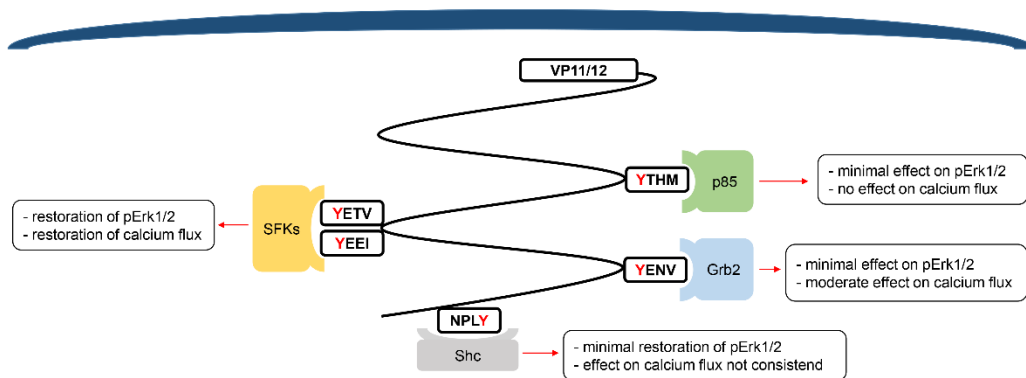 VP11/12
YTHM
p85
- minimal effect on pErk1/2
- no effect on calcium flux
- restoration of pErk1/2
- restoration of calcium flux
SFKs
YETV
YEEI
YENV
Grb2
- minimal effect on pErk1/2
- moderate effect on calcium flux
NPLY
Shc
- minimal restoration of pErk1/2
- effect on calcium flux not consistend